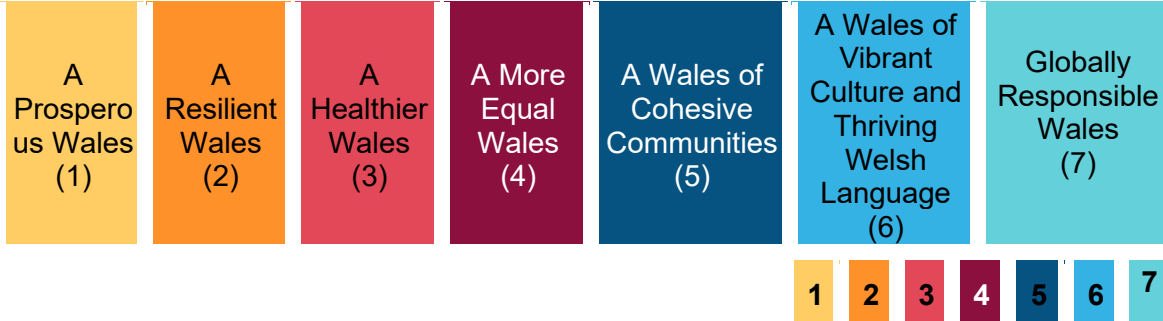 A
Prospero
us Wales
(1)
A
Resilient
Wales
(2)
A
Healthier
Wales
(3)
A More
Equal
Wales
(4)
A Wales of
Cohesive
Communities
(5)
A Wales of
Vibrant
Culture and
Thriving
Welsh
Language
(6)
Globally
Responsible
Wales
(7)
1 2 3 4 5 6 7